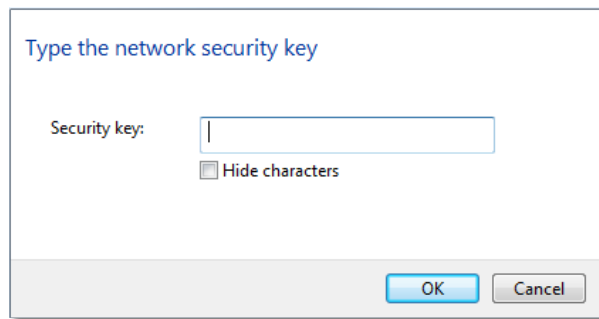 Type the network security key
Security key:
Hide characters
OK Cancel